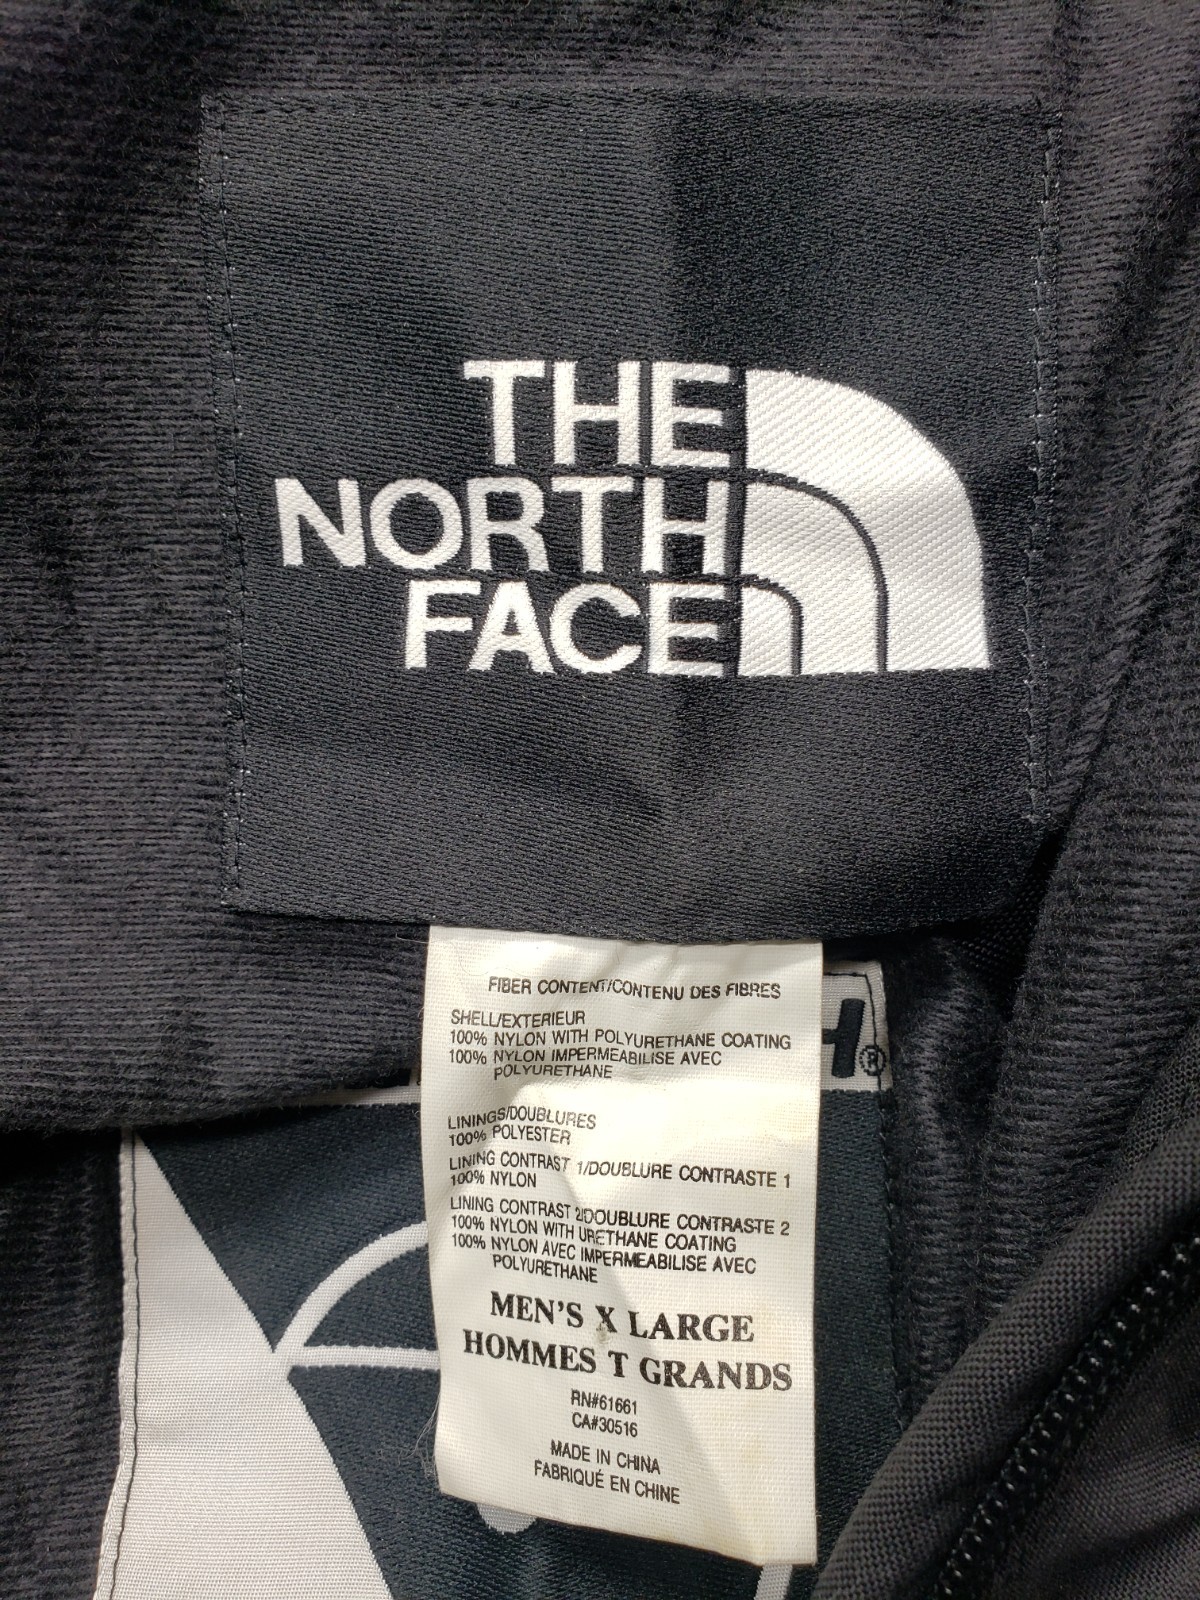 THE
NORTH
FACE
FIBER CONTENT/CONTENU DES FIBRES
SHELL/EXTERIEUR
100% NYLON WITH POLYURETHANE COATING
100% NYLON IMPERMEABILISE AVEC
POLYURETHANE
H®
LININGS/DOUBLURES
100% POLYESTER
LINING CONTRAST 1/DOUBLURE CONTRASTE 1
100% NYLON
LINING CONTRAST 2/DOUBLURE CONTRASTE 2
100% NYLON WITH URETHANE COATING
100% NYLON AVEC IMPERMEABILISE AVEC
POLYURETHANE
MEN'S X LARGE
HOMMES T GRANDS
RN#61661
CA#30516
MADE IN CHINA
FABRIQUÉ EN CHINE